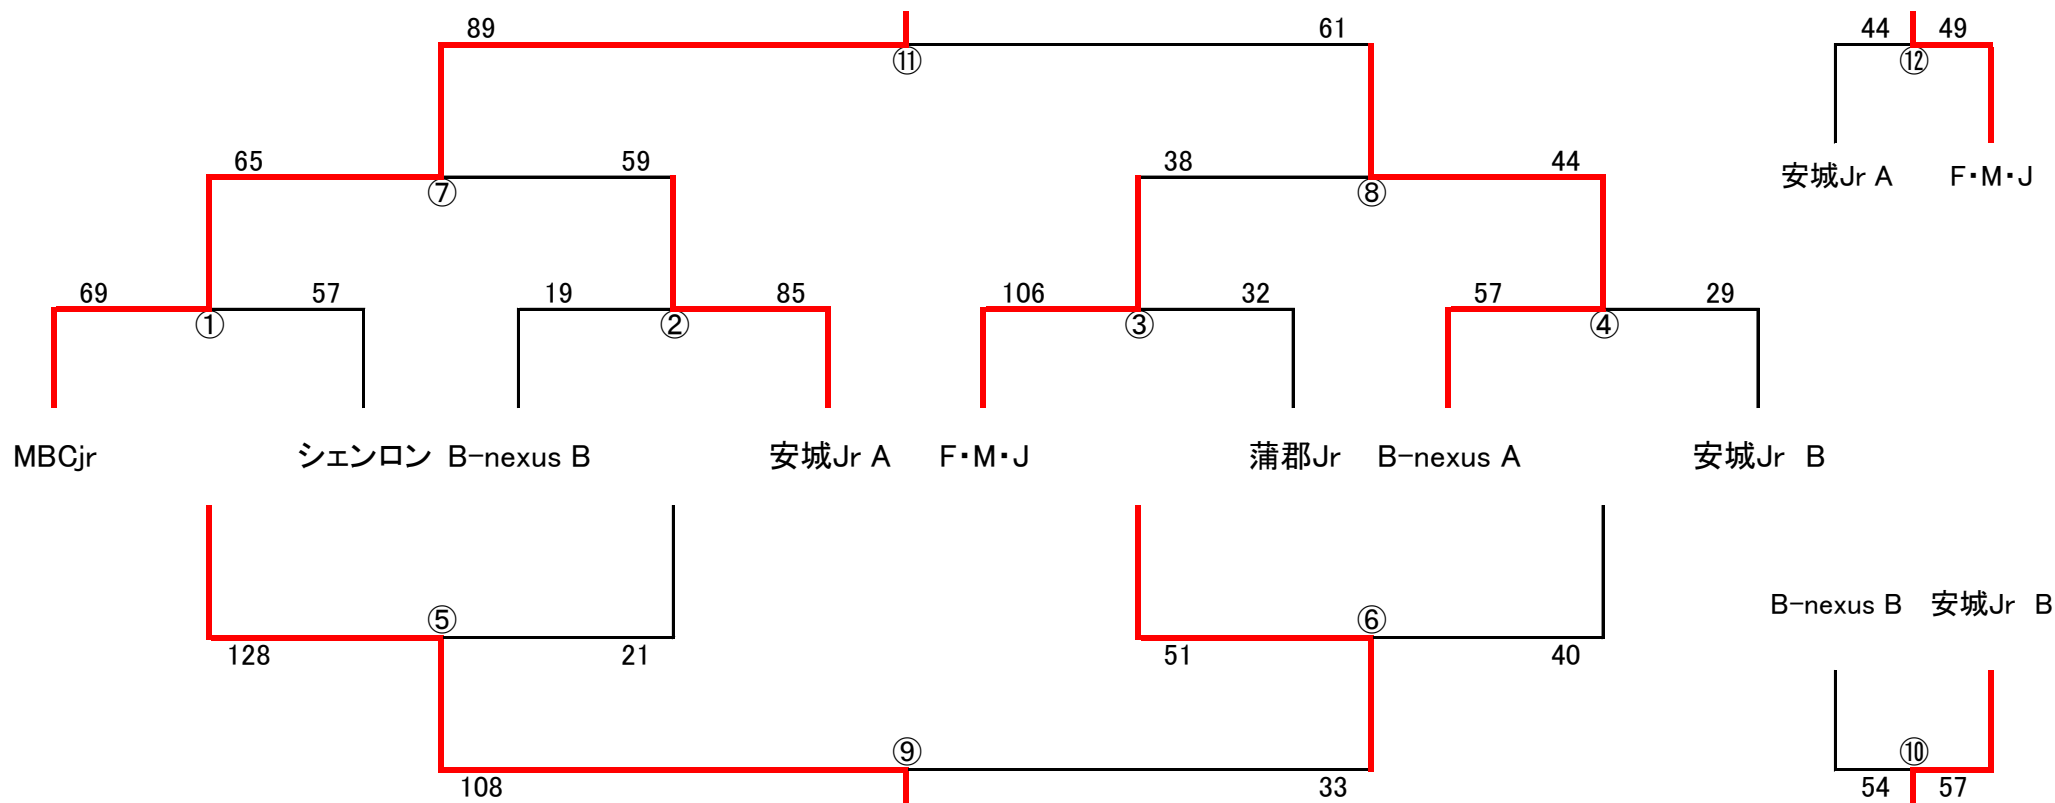 89 61 44 49
⑪ ⑫
65 59 38 44
安城Jr A F・M・J
⑦ ⑧
69 57 19 85 106 32 57 29
① ② ③ ④
MBCjr シェンロン B-nexus B 安城Jr A F・M・J 蒲郡Jr B-nexus A 安城Jr B
B-nexus B 安城Jr B
⑤ ⑥
128 21 51 40
⑨ ⑩
108 33 54 57